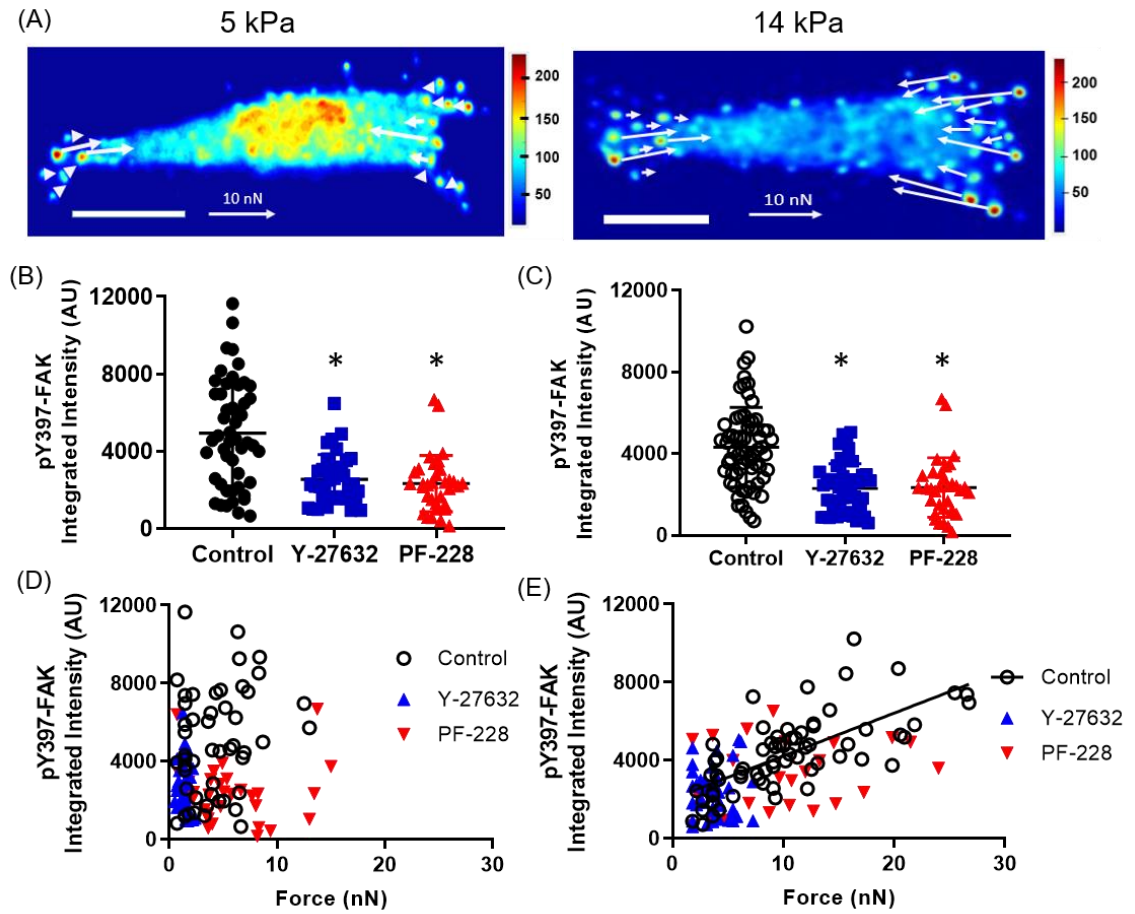 (A)
5 kPa
14 kPa
200
150
100
50
10 nN
200
150
100
50
10 nN
(B)
pY397-FAK
Integrated Intensity (AU)
12000
8000
4000
0
*
*
Control
Y-27632
PF-228
(C)
pY397-FAK
Integrated Intensity (AU)
12000
8000
4000
0
*
*
Control
Y-27632
PF-228
(D)
pY397-FAK
Integrated Intensity (AU)
12000
8000
4000
0
0
10
20
30
Force (nN)
Control
Y-27632
PF-228
(E)
pY397-FAK
Integrated Intensity (AU)
12000
8000
4000
0
0
10
20
30
Force (nN)
Control
Y-27632
PF-228